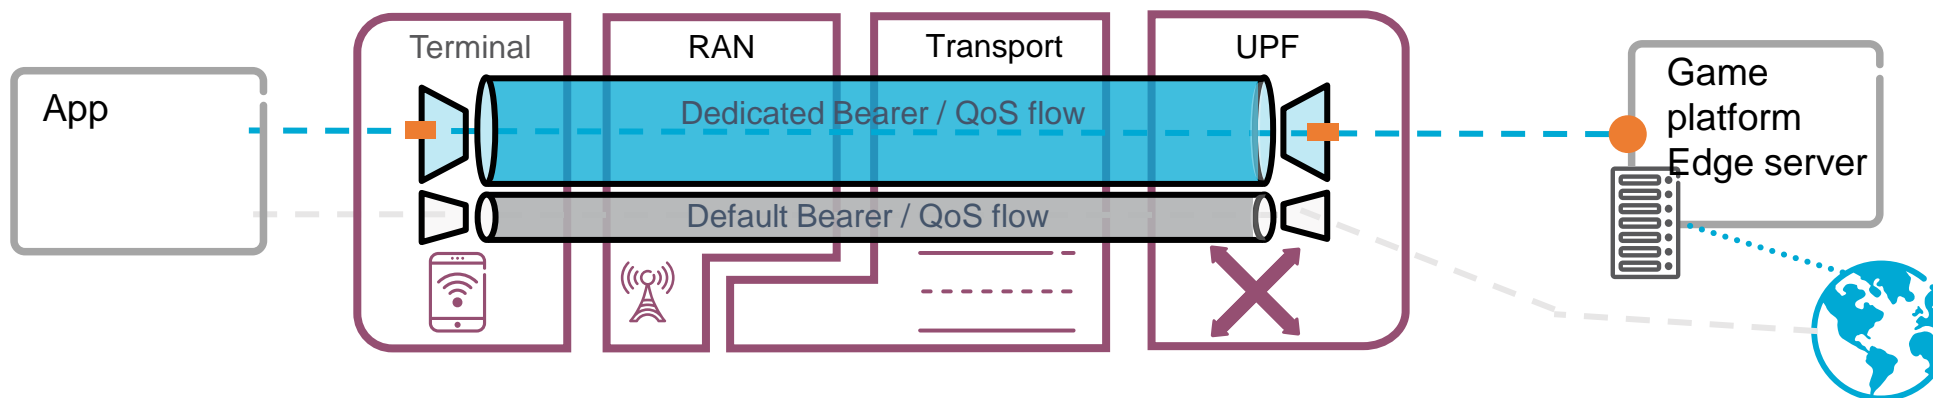 App
Terminal
RAN
Transport
UPF
Dedicated Bearer / QoS flow
Default Bearer / QoS flow
Game
platform
Edge server